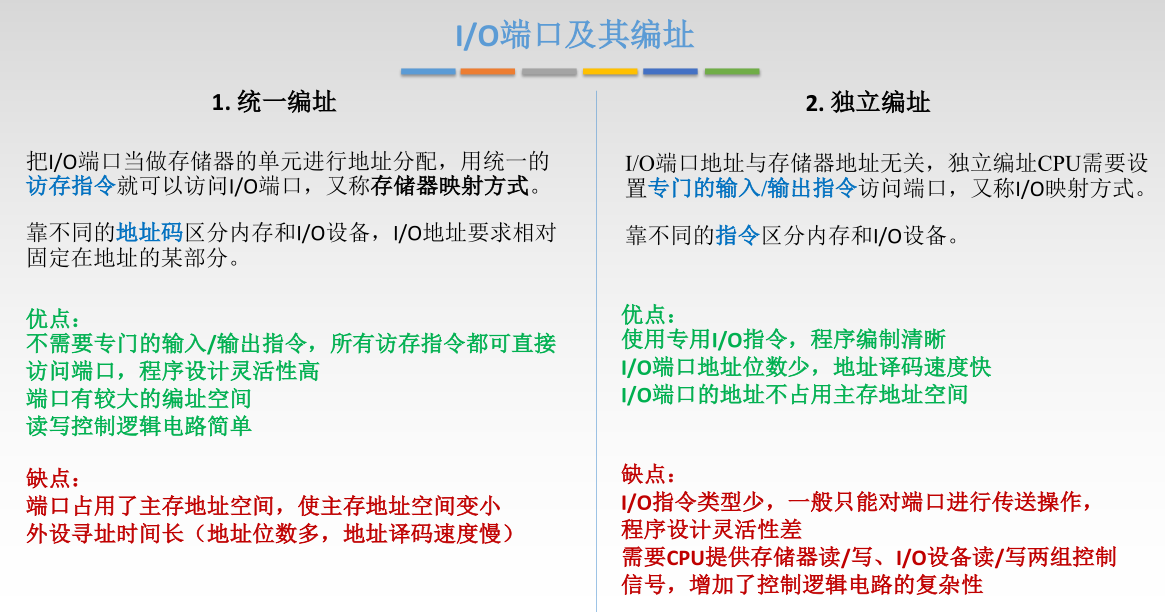 I/O端口及其编址
1. 统一编址
把I/O端口当做存储器的单元进行地址分配，用统一的
访存指令就可以访问I/O端口，又称存储器映射方式。
靠不同的地址码区分内存和I/O设备，I/O地址要求相对
固定在地址的某部分。
优点：
不需要专门的输入/输出指令，所有访存指令都可直接
访问端口，程序设计灵活性高
端口有较大的编址空间
读写控制逻辑电路简单
缺点：
端口占用了主存地址空间，使主存地址空间变小
外设寻址时间长（地址位数多，地址译码速度慢）
2. 独立编址
I/O端口地址与存储器地址无关，独立编址CPU需要设
置专门的输入/输出指令访问端口，又称I/O映射方式。
靠不同的指令区分内存和I/O设备。
优点：
使用专用I/O指令，程序编制清晰
I/O端口地址位数少，地址译码速度快
I/O端口的地址不占用主存地址空间
缺点：
I/O指令类型少，一般只能对端口进行传送操作，
程序设计灵活性差
需要CPU提供存储器读/写、I/O设备读/写两组控制
信号，增加了控制逻辑电路的复杂性